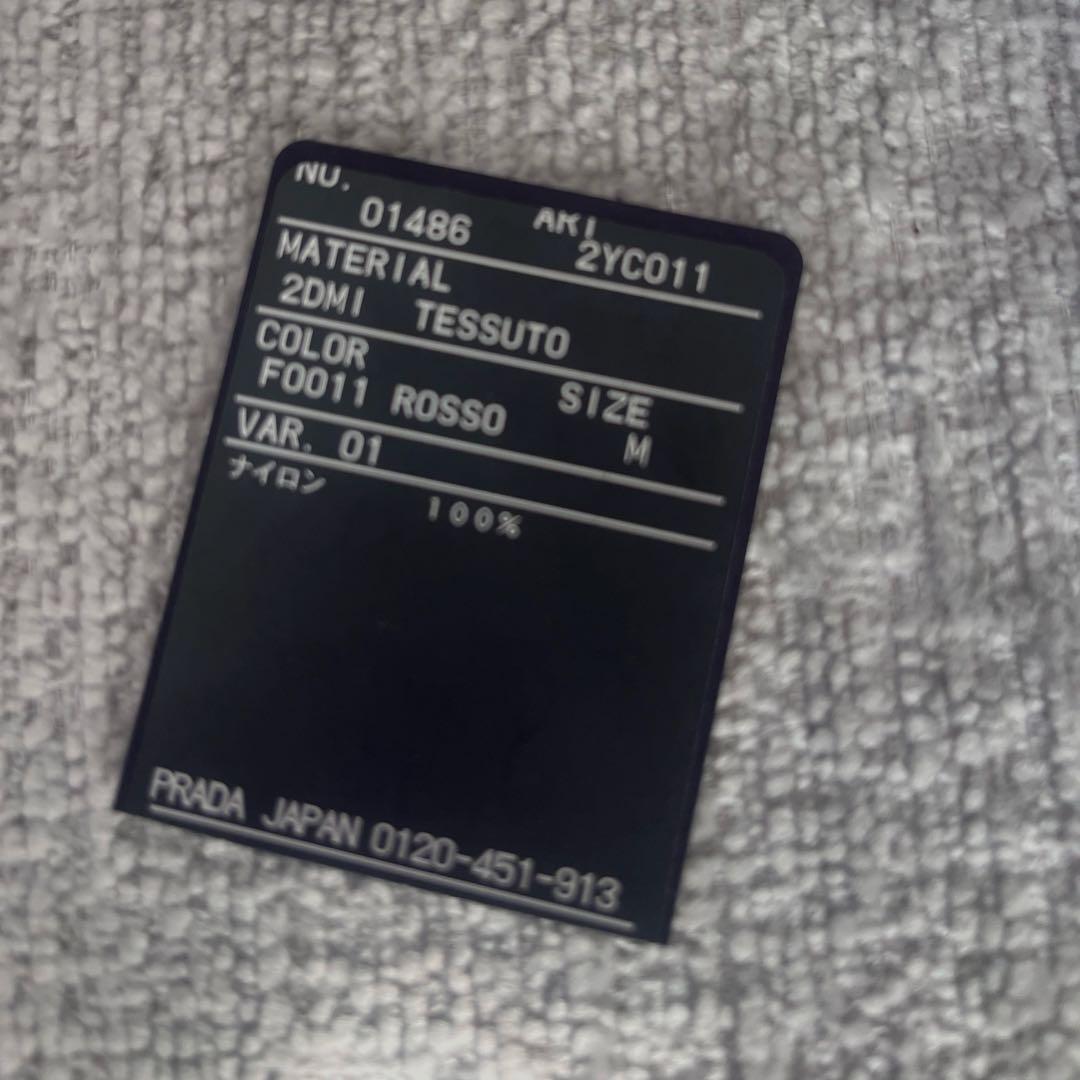 NO. ART
01486 2YC011
MATERIAL
2DMI TESSUTO
COLOR SIZE
F0011 ROSSO M
VAR. 01
ナイロン
100%
PRADA JAPAN 0120-451-913